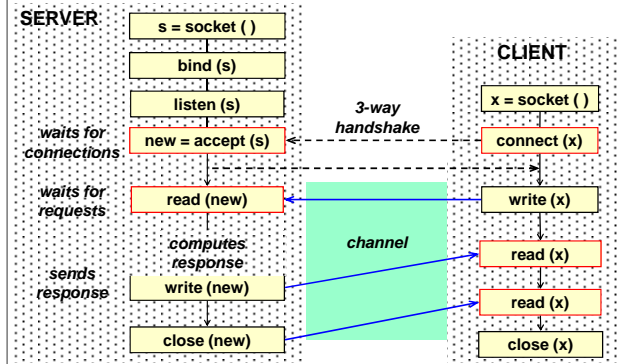 SERVER
s = socket ( )
bind (s)
listen (s)
waits for
connections
new = accept (s)
3-way
handshake
CLIENT
x = socket ( )
connect (x)
waits for
requests
read (new)
write (x)
computes
response
channel
read (x)
sends
response
write (new)
read (x)
close (new)
close (x)